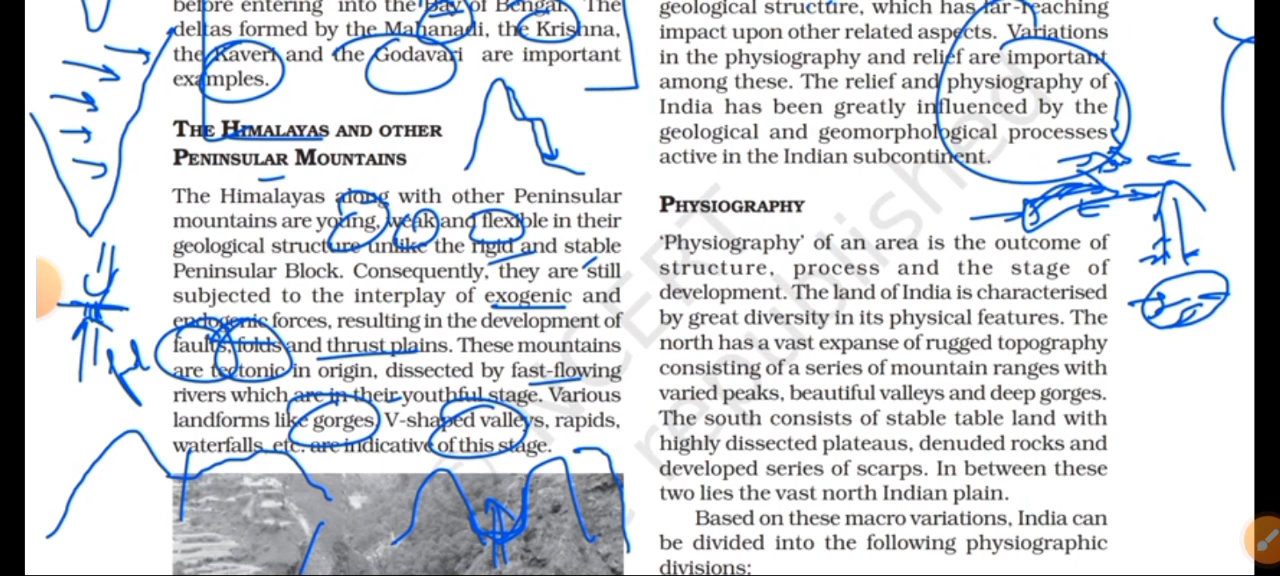 before entering into the Bay of Bengal. The
deltas formed by the Mahanadi, the Krishna,
the Kaveri and the Godavari are important
examples.
THE HIMALAYAS AND OTHER
PENINSULAR MOUNTAINS
The Himalayas along with other Peninsular
mountains are young, weak and flexible in their
geological structure unlike the rigid and stable
Peninsular Block. Consequently, they are still
subjected to the interplay of exogenic and
endogenic forces, resulting in the development of
faults, folds and thrust plains. These mountains
are tectonic in origin, dissected by fast-flowing
rivers which are in their youthful stage. Various
landforms like gorges, V-shaped valleys, rapids,
waterfalls, etc. are indicative of this stage.
geological structure, which has far-reaching
impact upon other related aspects. Variations
in the physiography and relief are important
among these. The relief and physiography of
India has been greatly influenced by the
geological and geomorphological processes
active in the Indian subcontinent.
PHYSIOGRAPHY
'Physiography' of an area is the outcome of
structure, process and the stage of
development. The land of India is characterised
by great diversity in its physical features. The
north has a vast expanse of rugged topography
consisting of a series of mountain ranges with
varied peaks, beautiful valleys and deep gorges.
The south consists of stable table land with
highly dissected plateaus, denuded rocks and
developed series of scarps. In between these
two lies the vast north Indian plain.
Based on these macro variations, India can
be divided into the following physiographic
divisions:
© NCERT
republished